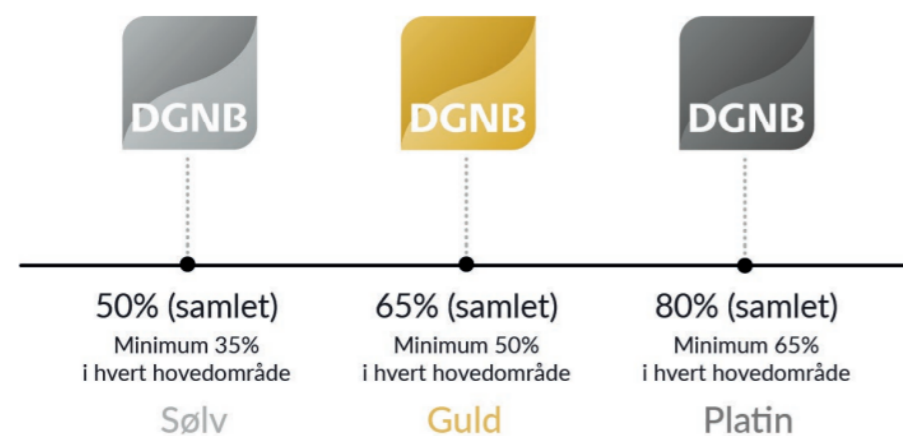 DGNB
DGNB
DGNB
50% (samlet)
Minimum 35%
i hvert hovedområde
Sølv
65% (samlet)
Minimum 50%
i hvert hovedområde
Guld
80% (samlet)
Minimum 65%
i hvert hovedområde
Platin